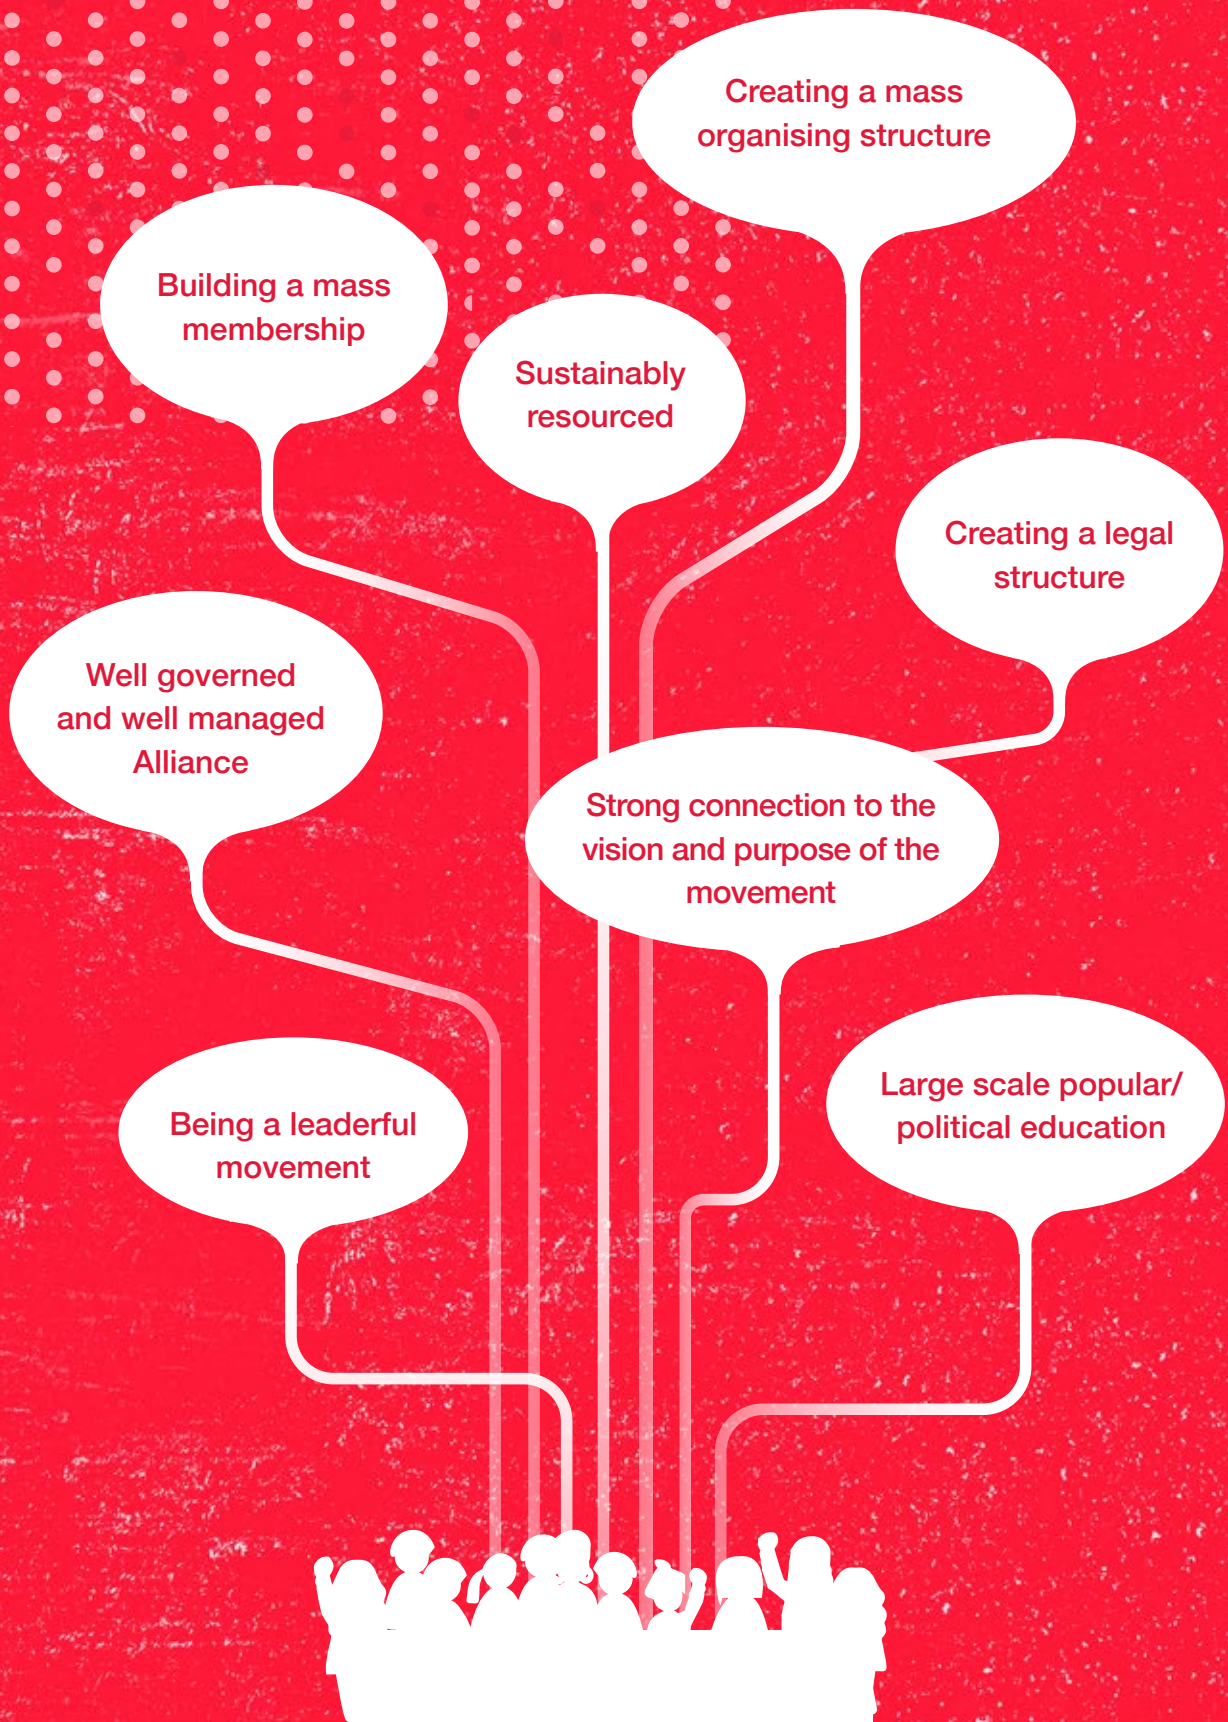 Creating a mass
organising structure
Building a mass
membership
Sustainably
resourced
Creating a legal
structure
Well governed
and well managed
Alliance
Strong connection to the
vision and purpose of the
movement
Being a leaderful
movement
Large scale popular/
political education